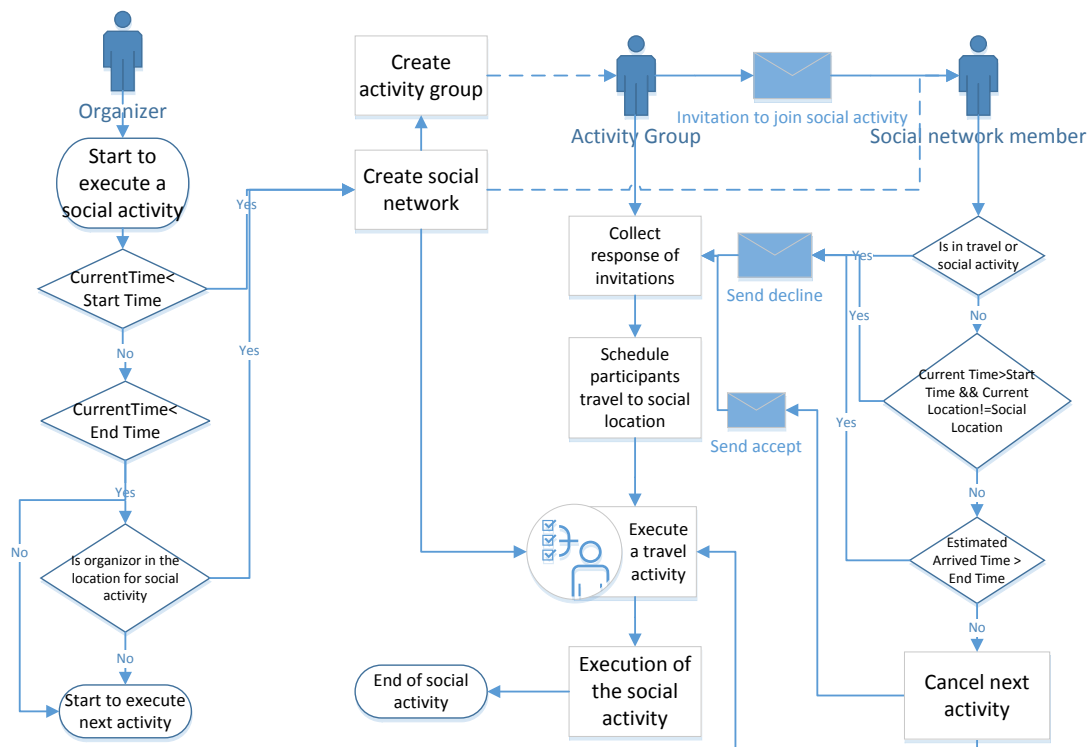 Organizer
Start to
execute a
social activity
CurrentTime<
Start Time
Yes
No
CurrentTime<
End Time
Yes
Yes
No
Is organizor in the
location for social
activity
No
Start to execute
next activity
Create
activity group
Create social
network
Activity Group
Invitation to join social activity
Social network member
Collect
response of
invitations
Send decline
Yes
Is in travel or
social activity
No
Schedule
participants
travel to social
location
Send accept
Yes
Current Time>Start
Time && Current
Location!=Social
Location
Yes
No
Execute
a travel
activity
Estimated
Arrived Time >
End Time
No
Execution of
the social
activity
End of social
activity
Cancel next
activity